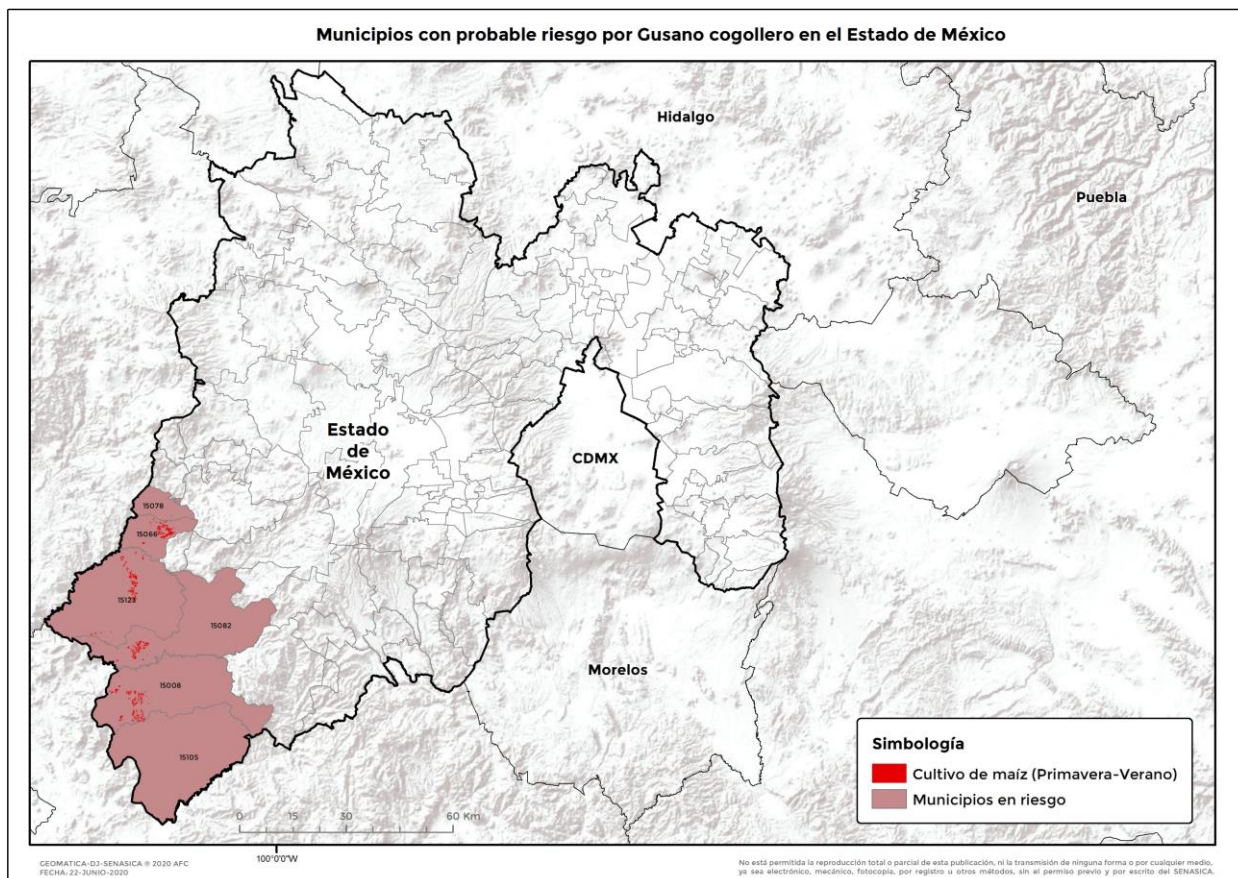 Municipios con probable riesgo por Gusano cogollero en el Estado de México
Hidalgo
Puebla
Estado
de
México
CDMX
15078
15066
15123
15082
Morelos
15008
15105
Simbología
Cultivo de maíz (Primavera-Verano)
Municipios en riesgo
0 15 30 60 Km
100°0'0"W
GEOMATICA-DJ-SENASICA ® 2020 AFC
FECHA: 22-JUNIO-2020
No está permitida la reproducción total o parcial de esta publicación, ni la transmisión de ninguna forma o por cualquier medio,
ya sea electrónico, mecánico, fotocopia, por registro u otros métodos, sin el permiso previo y por escrito del SENASICA.